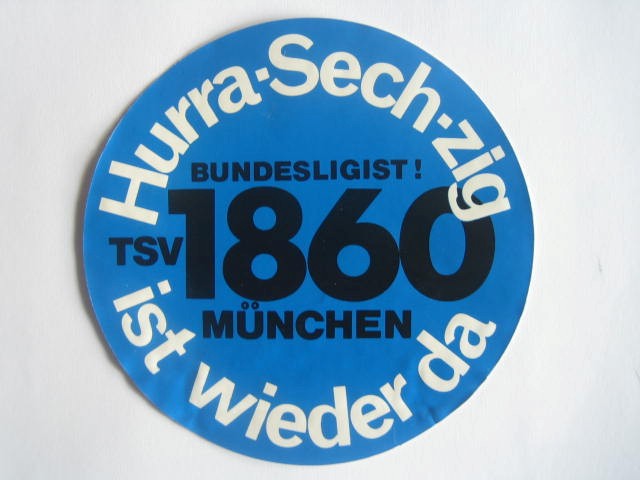 Hurra-Sech-zig
BUNDESLIGIST!
TSV 1860
MÜNCHEN
ist wieder da